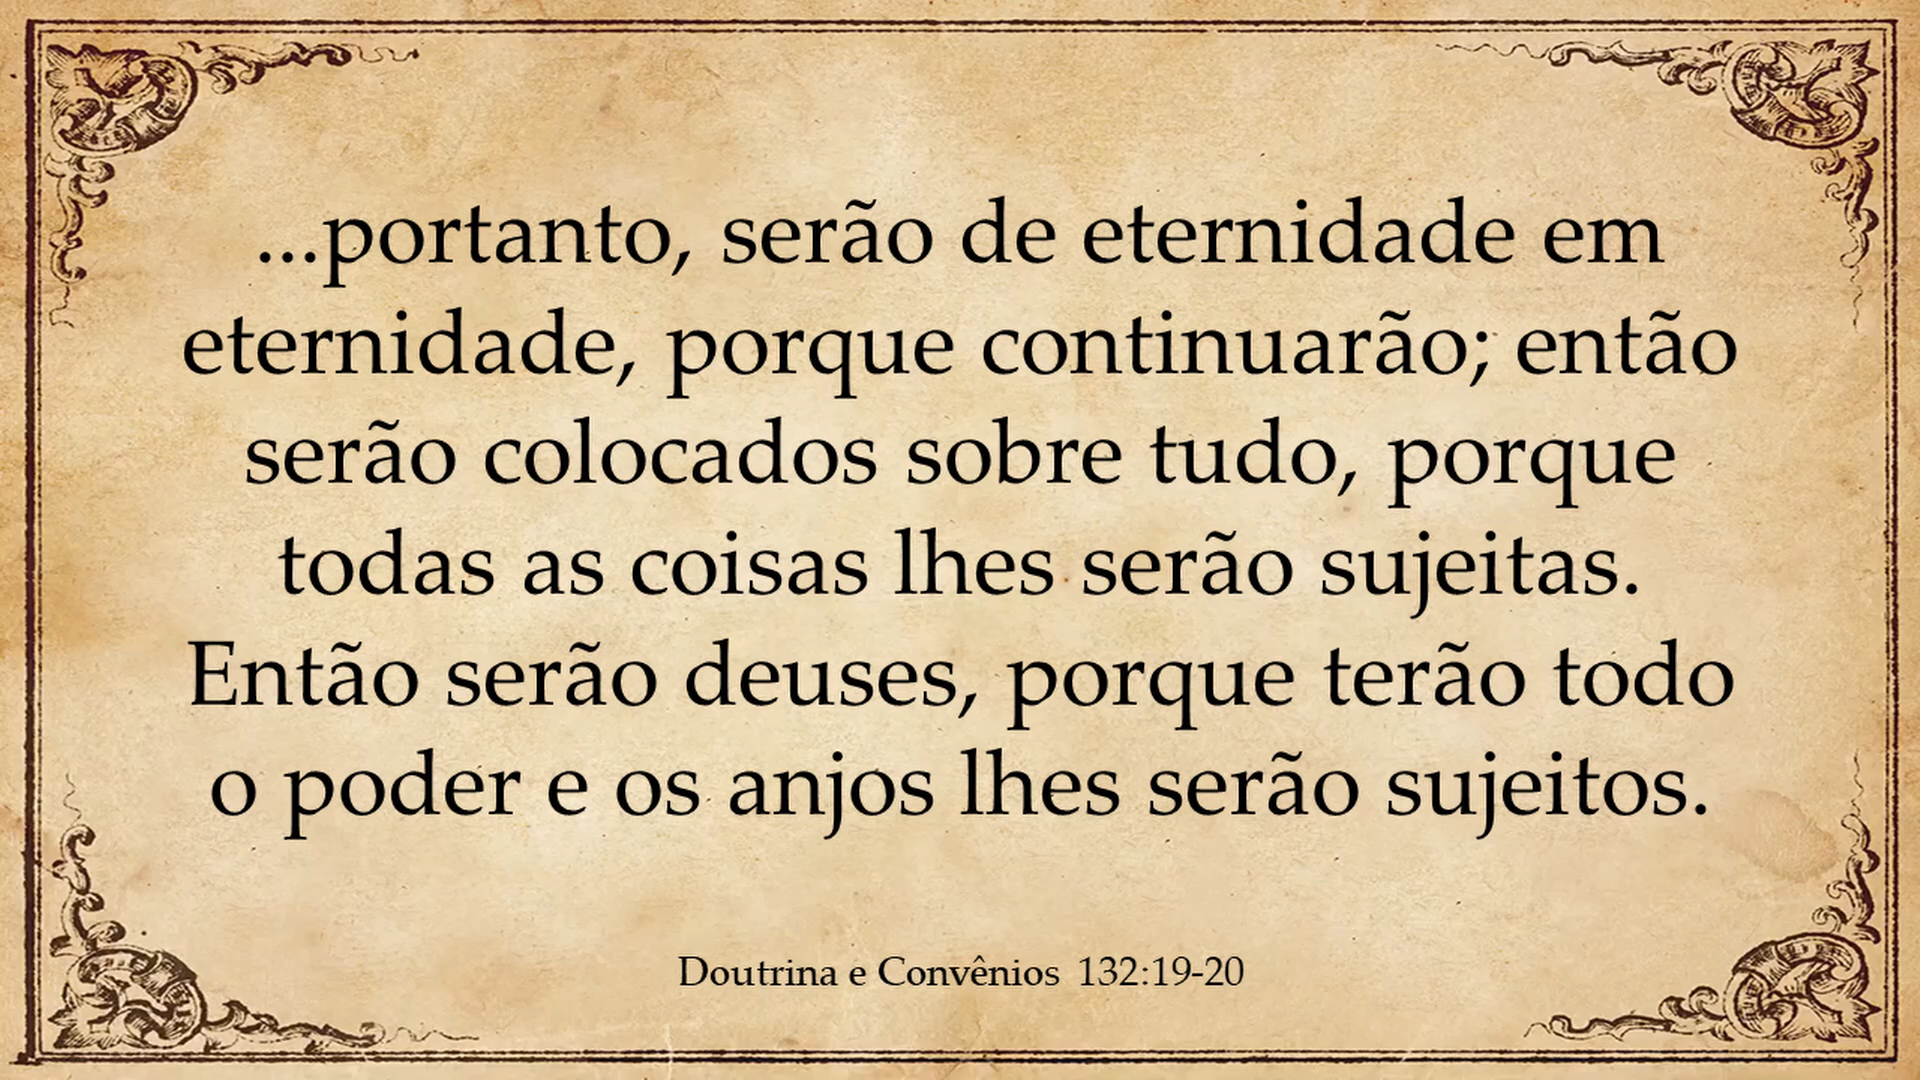 ...portanto, serão de eternidade em
eternidade, porque continuarão; então
serão colocados sobre tudo, porque
todas as coisas lhes serão sujeitas.
Então serão deuses, porque terão todo
o poder e os anjos lhes serão sujeitos.
Doutrina e Convênios 132:19-20